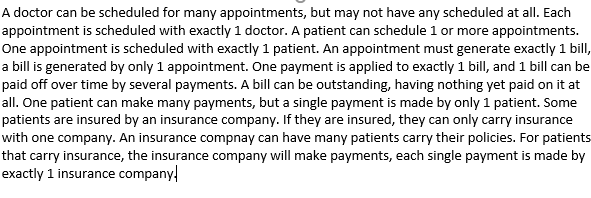 A doctor can be scheduled for many appointments, but may not have any scheduled at all. Each
appointment is scheduled with exactly 1 doctor. A patient can schedule 1 or more appointments.
One appointment is scheduled with exactly 1 patient. An appointment must generate exactly 1 bill,
a bill is generated by only 1 appointment. One payment is applied to exactly 1 bill, and 1 bill can be
paid off over time by several payments. A bill can be outstanding, having nothing yet paid on it at
all. One patient can make many payments, but a single payment is made by only 1 patient. Some
patients are insured by an insurance company. If they are insured, they can only carry insurance
with one company. An insurance compnay can have many patients carry their policies. For patients
that carry insurance, the insurance company will make payments, each single payment is made by
exactly 1 insurance company.